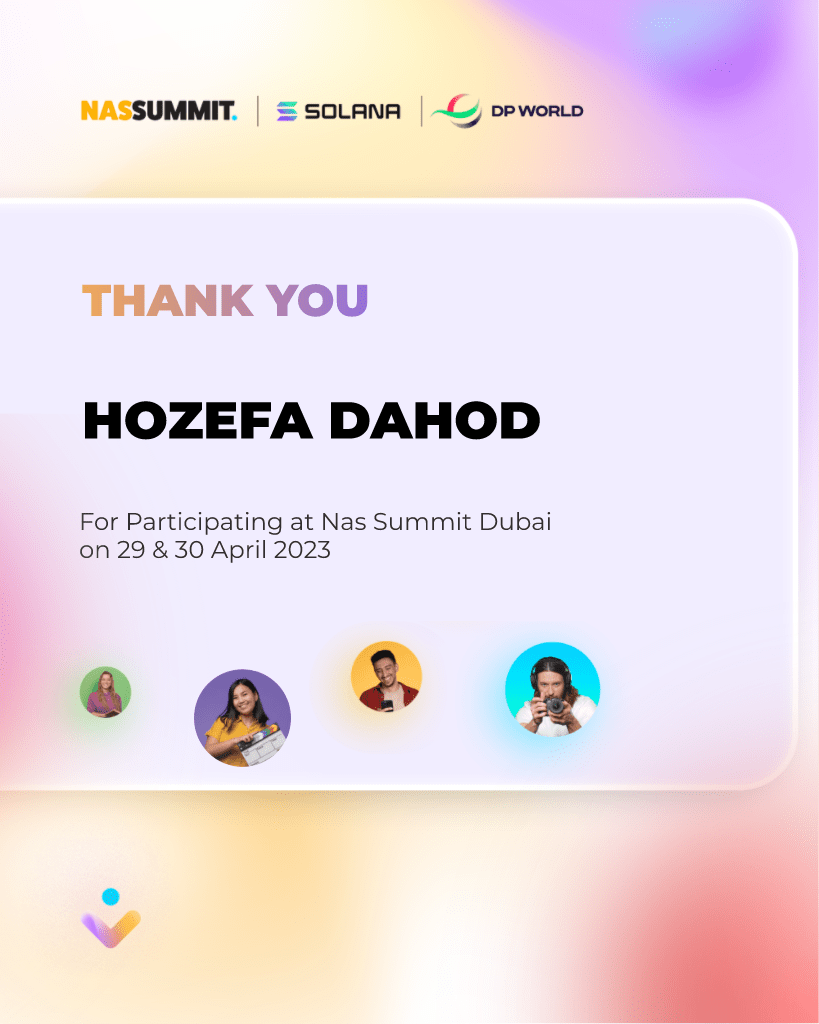 NASSUMMIT. | SOLANA | DP WORLD
THANK YOU
HOZEFA DAHOD
For Participating at Nas Summit Dubai
on 29 & 30 April 2023